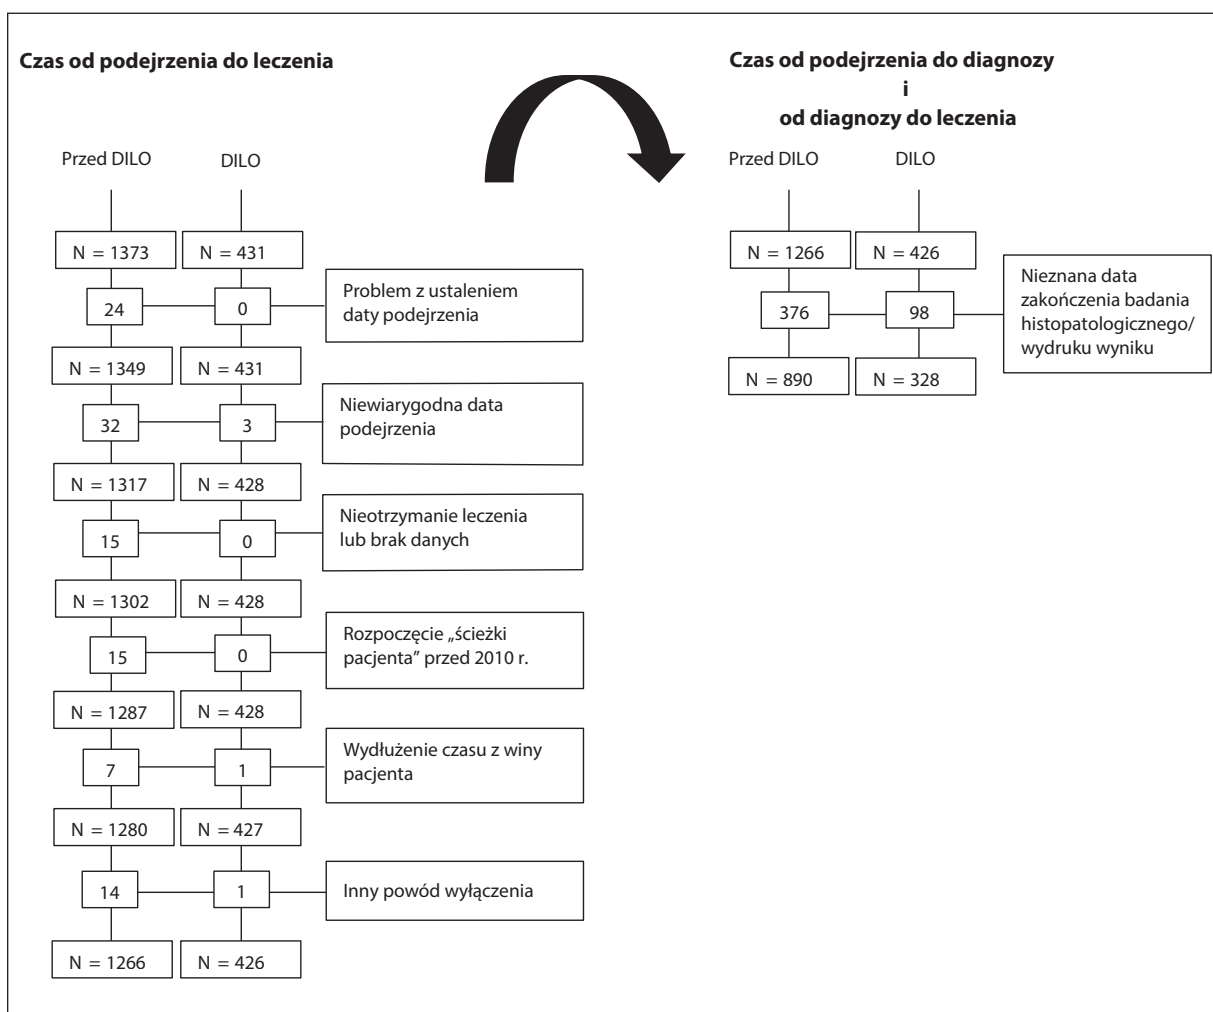 Czas od podejrzenia do leczenia
Przed DILO DILO
N = 1373 N = 431
24 0
Problem z ustaleniem
daty podejrzenia
N = 1349 N = 431
32 3
Niewiarygodna data
podejrzenia
N = 1317 N = 428
15 0
Nieotrzymanie leczenia
lub brak danych
N = 1302 N = 428
15 0
Rozpoczęcie „ścieżki
pacjenta” przed 2010 r.
N = 1287 N = 428
7 1
Wydłużenie czasu z winy
pacjenta
N = 1280 N = 427
14 1
Inny powód wyłączenia
N = 1266 N = 426
Czas od podejrzenia do diagnozy
i
od diagnozy do leczenia
Przed DILO DILO
N = 1266 N = 426
376 98
Nieznana data
zakończenia badania
histopatologicznego/
wydruku wyniku
N = 890 N = 328